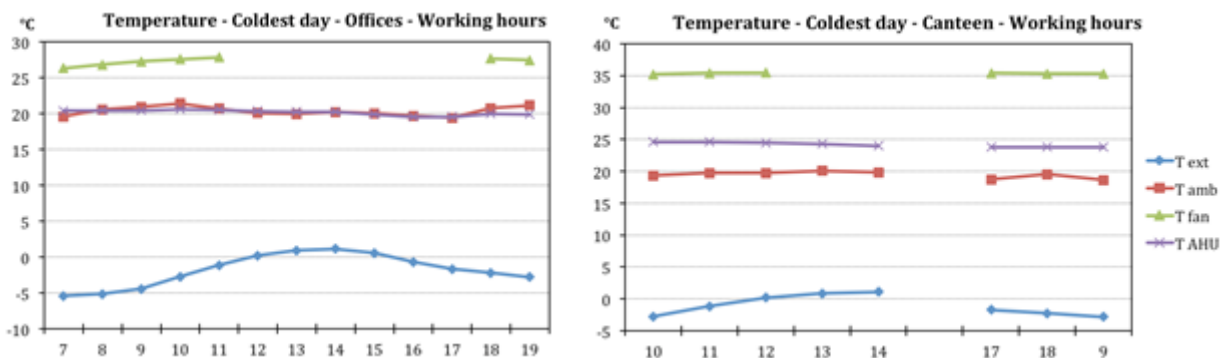 °C Temperature - Coldest day - Offices - Working hours
30
25
20
15
10
5
0
-5
-10
7 8 9 10 11 12 13 14 15 16 17 18 19
°C Temperature - Coldest day - Canteen - Working hours
40
35
30
25
20
15
10
5
0
-5
10 11 12 13 14 17 18 9
T ext
T amb
T fan
T AHU